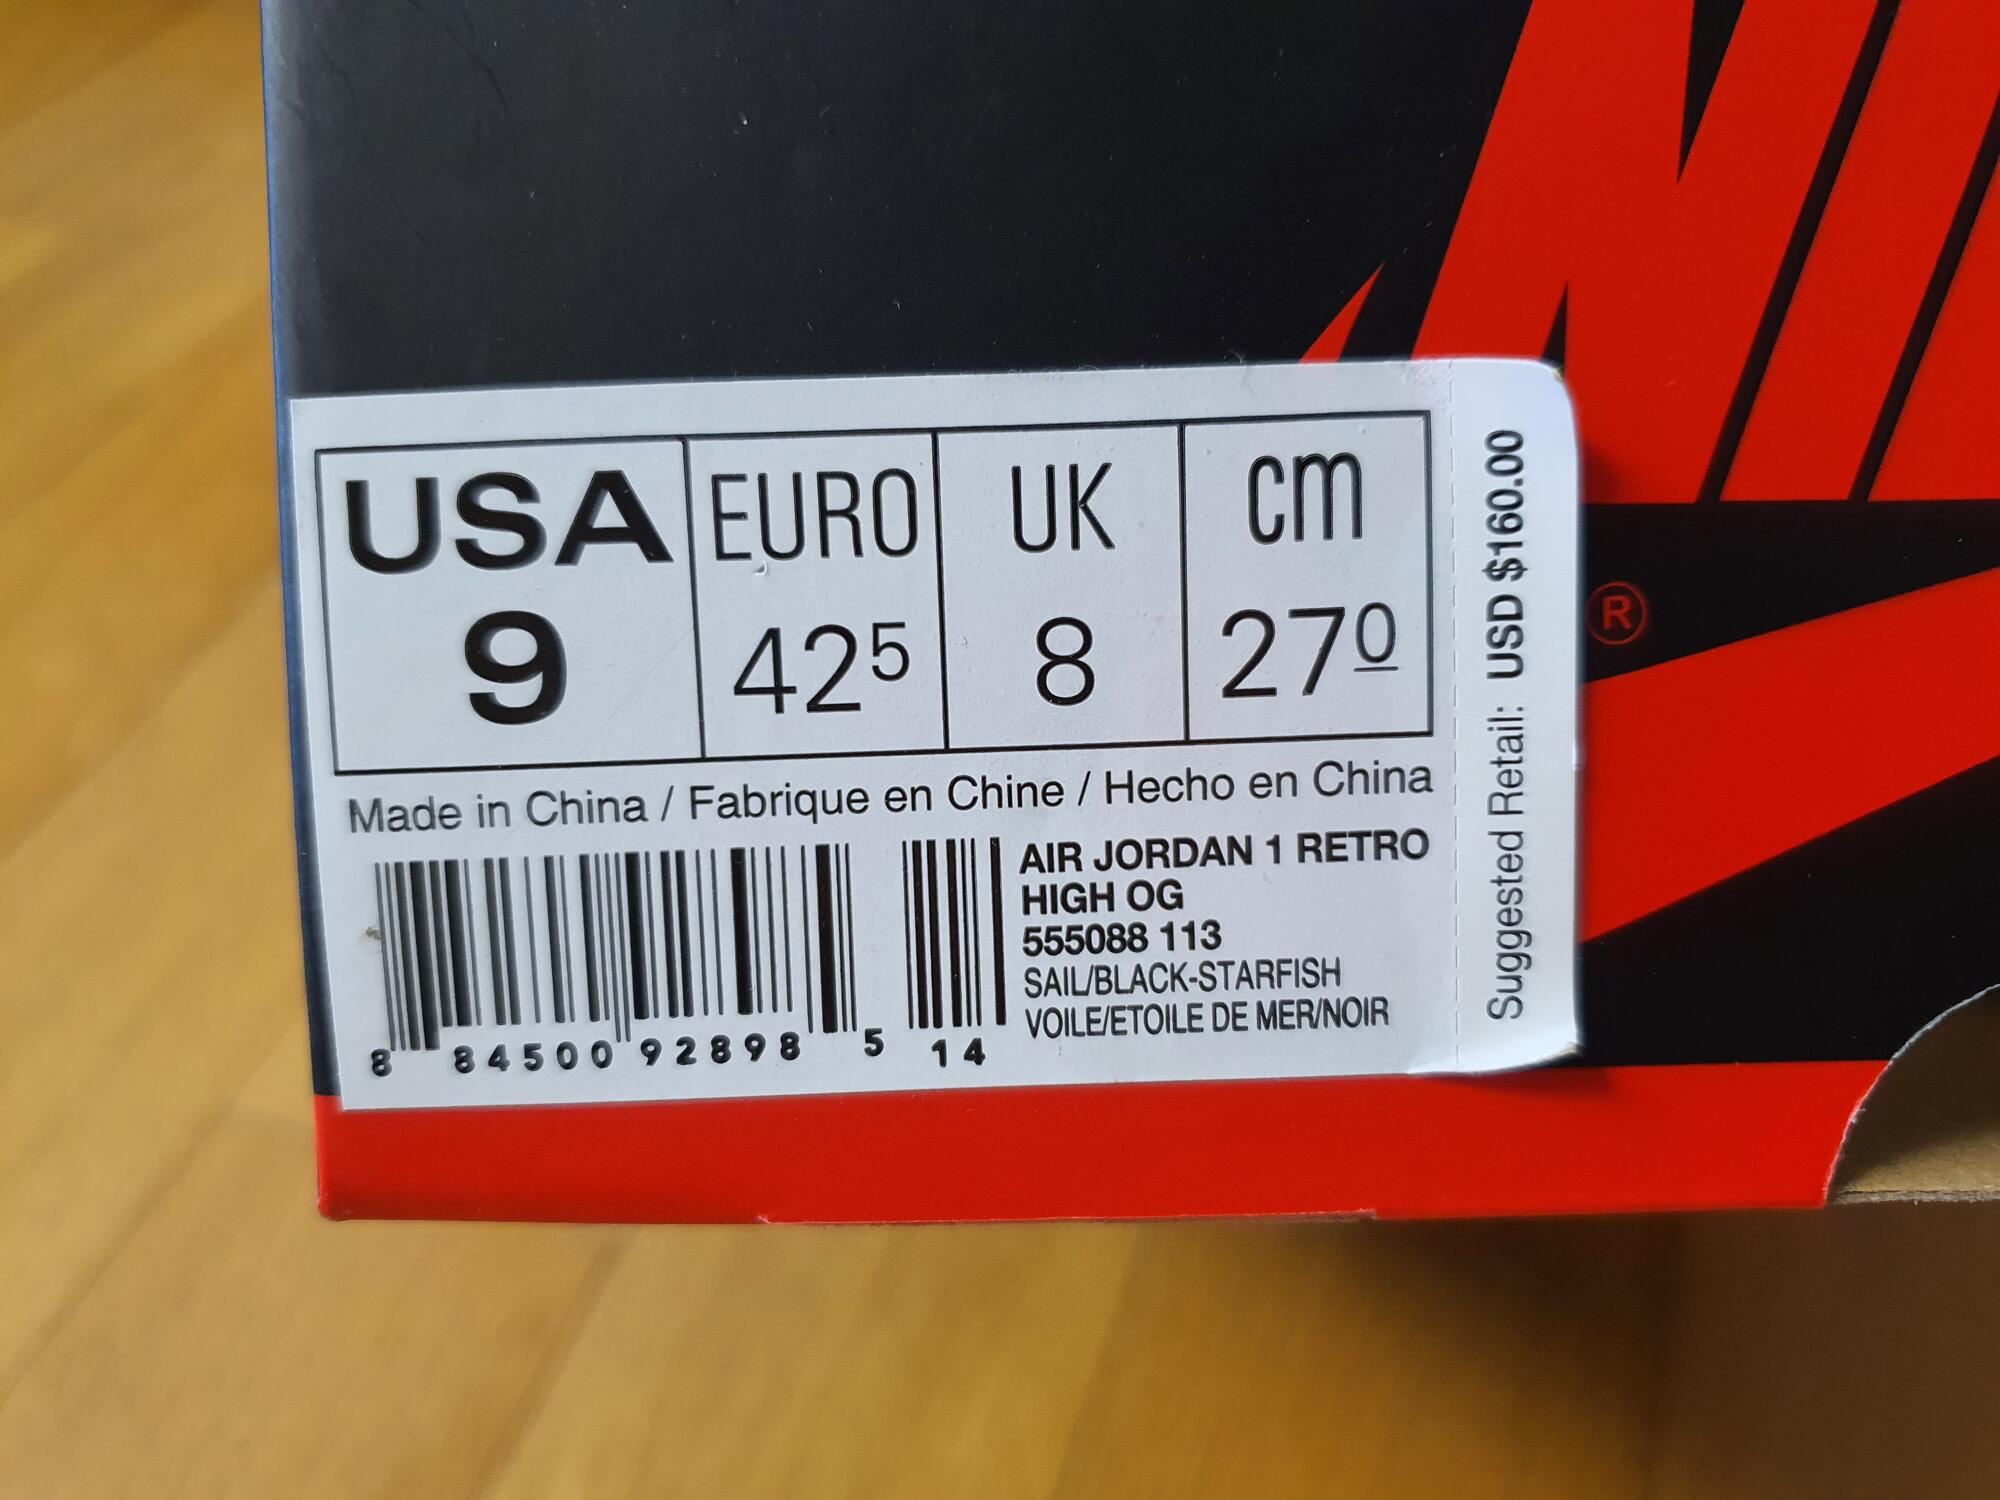 USA EURO UK cm
9 42⁵ 8 27⁰
Made in China / Fabrique en Chine / Hecho en China
AIR JORDAN 1 RETRO
HIGH OG
555088 113
SAIL/BLACK-STARFISH
VOILE/ETOILE DE MER/NOIR
8 84500 92898 5 14
Suggested Retail: USD $160.00
®